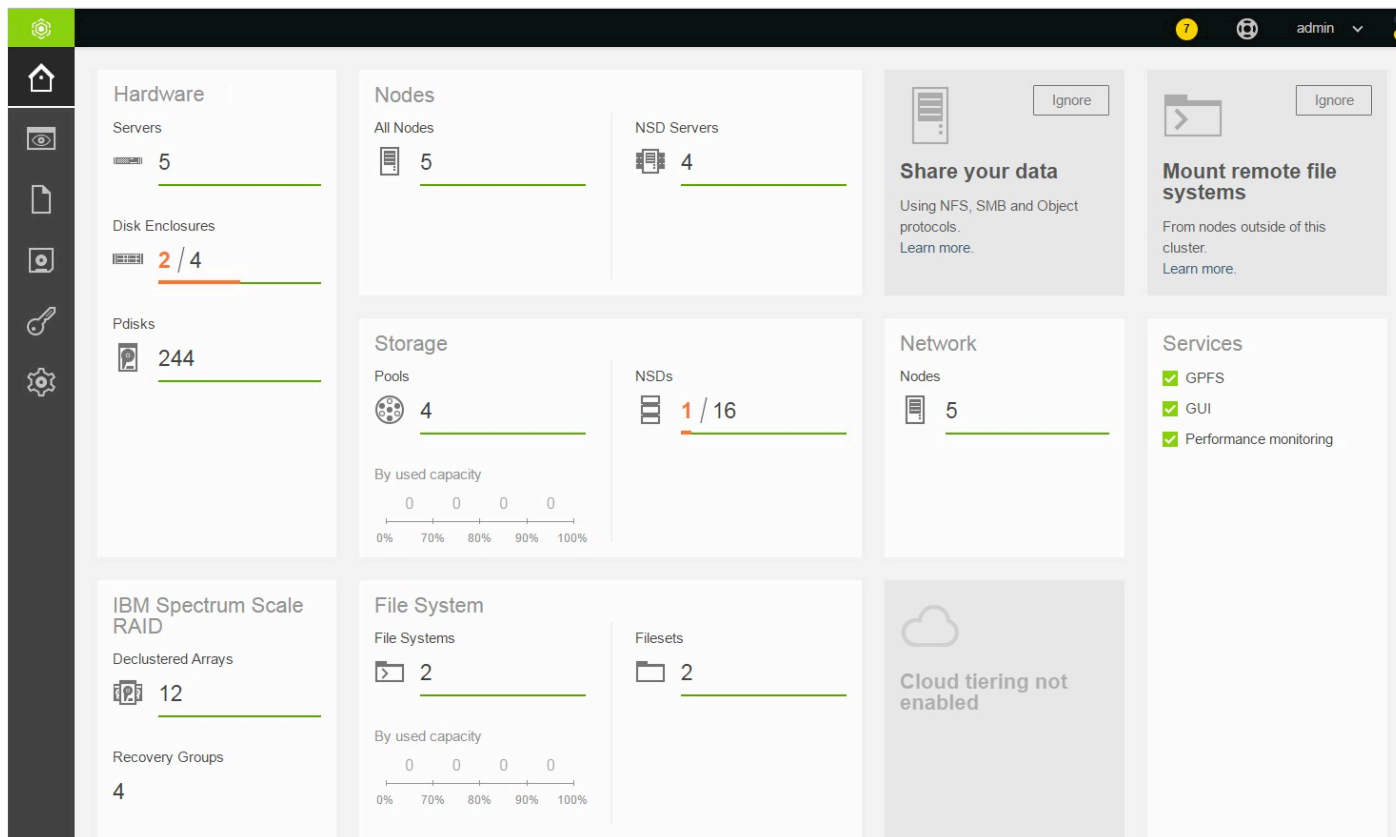 7
admin
Hardware
Servers
5
Disk Enclosures
2 / 4
Pdisks
244
Nodes
All Nodes
5
NSD Servers
4
Ignore
Share your data
Using NFS, SMB and Object
protocols.
Learn more.
Ignore
Mount remote file
systems
From nodes outside of this
cluster.
Learn more.
Storage
Pools
4
By used capacity
0 0 0 0
0% 70% 80% 90% 100%
NSDs
1 / 16
Network
Nodes
5
Services
GPFS
GUI
Performance monitoring
IBM Spectrum Scale
RAID
Declustered Arrays
12
Recovery Groups
4
File System
File Systems
2
By used capacity
0 0 0 0
0% 70% 80% 90% 100%
Filesets
2
Cloud tiering not
enabled